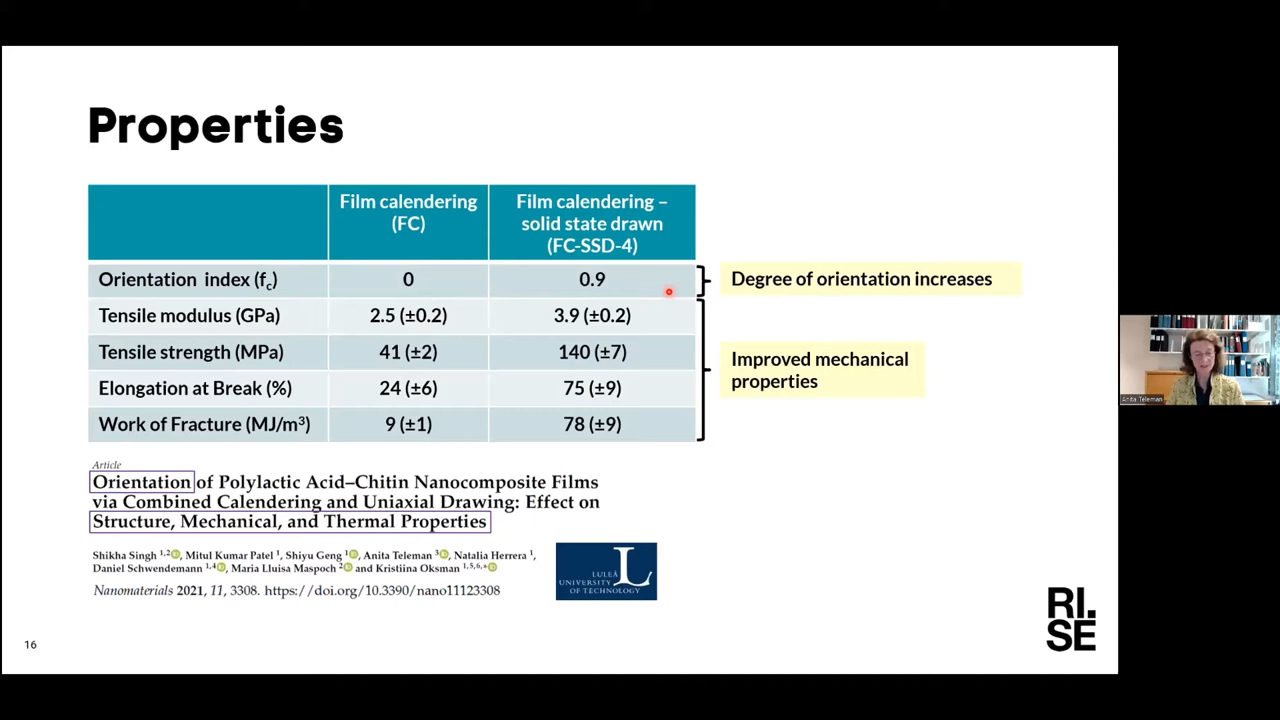 Properties
Film calendering
(FC)
Film calendering –
solid state drawn
(FC-SSD-4)
Orientation index (fc)
0
0.9
Degree of orientation increases
Tensile modulus (GPa)
2.5 (±0.2)
3.9 (±0.2)
Tensile strength (MPa)
41 (±2)
140 (±7)
Improved mechanical
properties
Elongation at Break (%)
24 (±6)
75 (±9)
Work of Fracture (MJ/m³)
9 (±1)
78 (±9)
Article
Orientation of Polylactic Acid–Chitin Nanocomposite Films
via Combined Calendering and Uniaxial Drawing: Effect on
Structure, Mechanical, and Thermal Properties
Shikha Singh 1,2, Mitul Kumar Patel 1, Shiyu Geng 1, Anita Teleman 3, Natalia Herrera 1,
Daniel Schwendemann 1,4, Maria Lluisa Maspoch 2 and Kristiina Oksman 1,5,6,*
Nanomaterials 2021, 11, 3308. https://doi.org/10.3390/nano11123308
LULEÅ
UNIVERSITY
OF TECHNOLOGY
L
RI.
SE
16
Anita Teleman